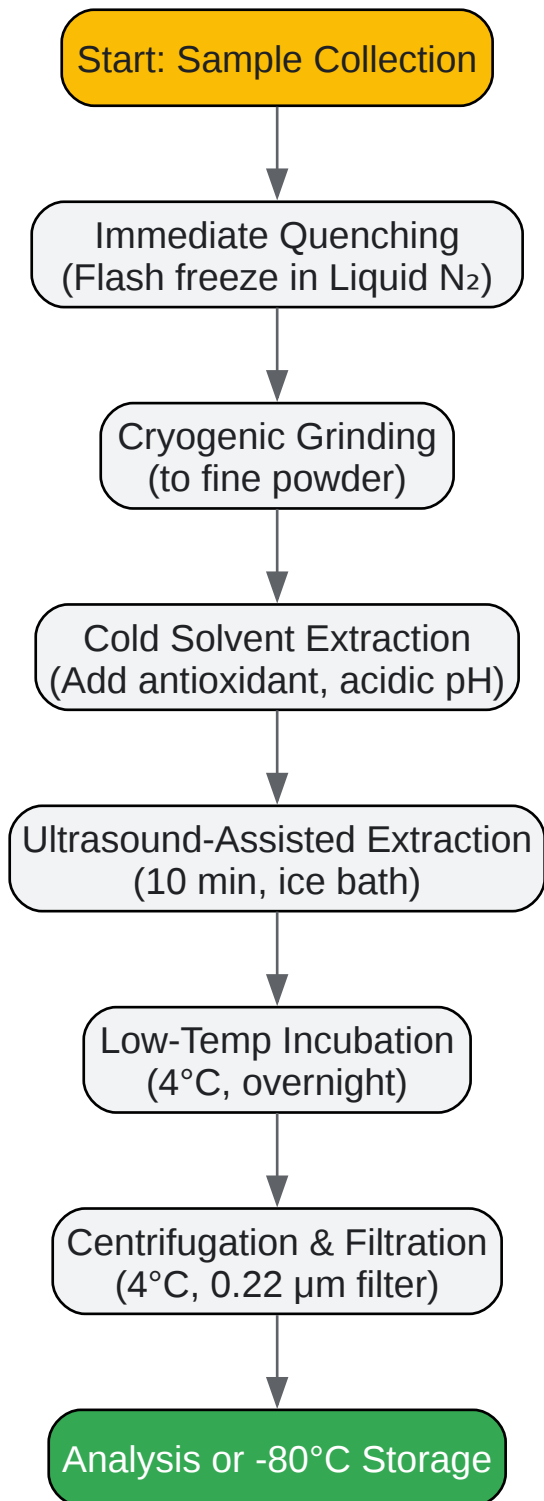 Start: Sample Collection
Immediate Quenching
(Flash freeze in Liquid N₂)
Cryogenic Grinding
(to fine powder)
Cold Solvent Extraction
(Add antioxidant, acidic pH)
Ultrasound-Assisted Extraction
(10 min, ice bath)
Low-Temp Incubation
(4°C, overnight)
Centrifugation & Filtration
(4°C, 0.22 μm filter)
Analysis or -80°C Storage